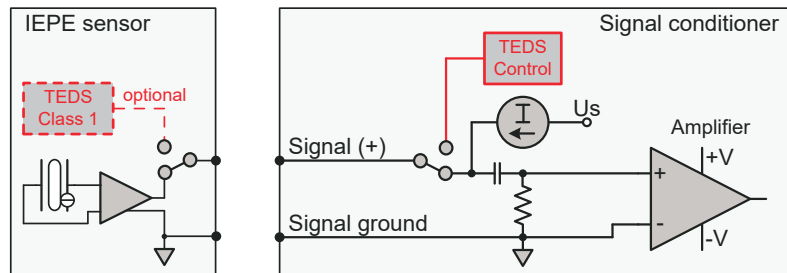 IEPE sensor
Signal conditioner
TEDS
Class 1
optional
TEDS
Control
I
Us
Amplifier
Signal (+)
+V
+
-
-V
Signal ground